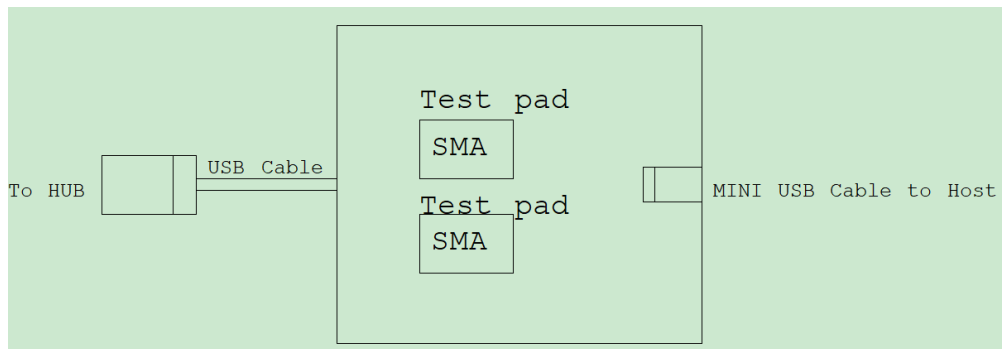 Test pad
SMA
USB Cable
To HUB
MINI USB Cable to Host
Test pad
SMA